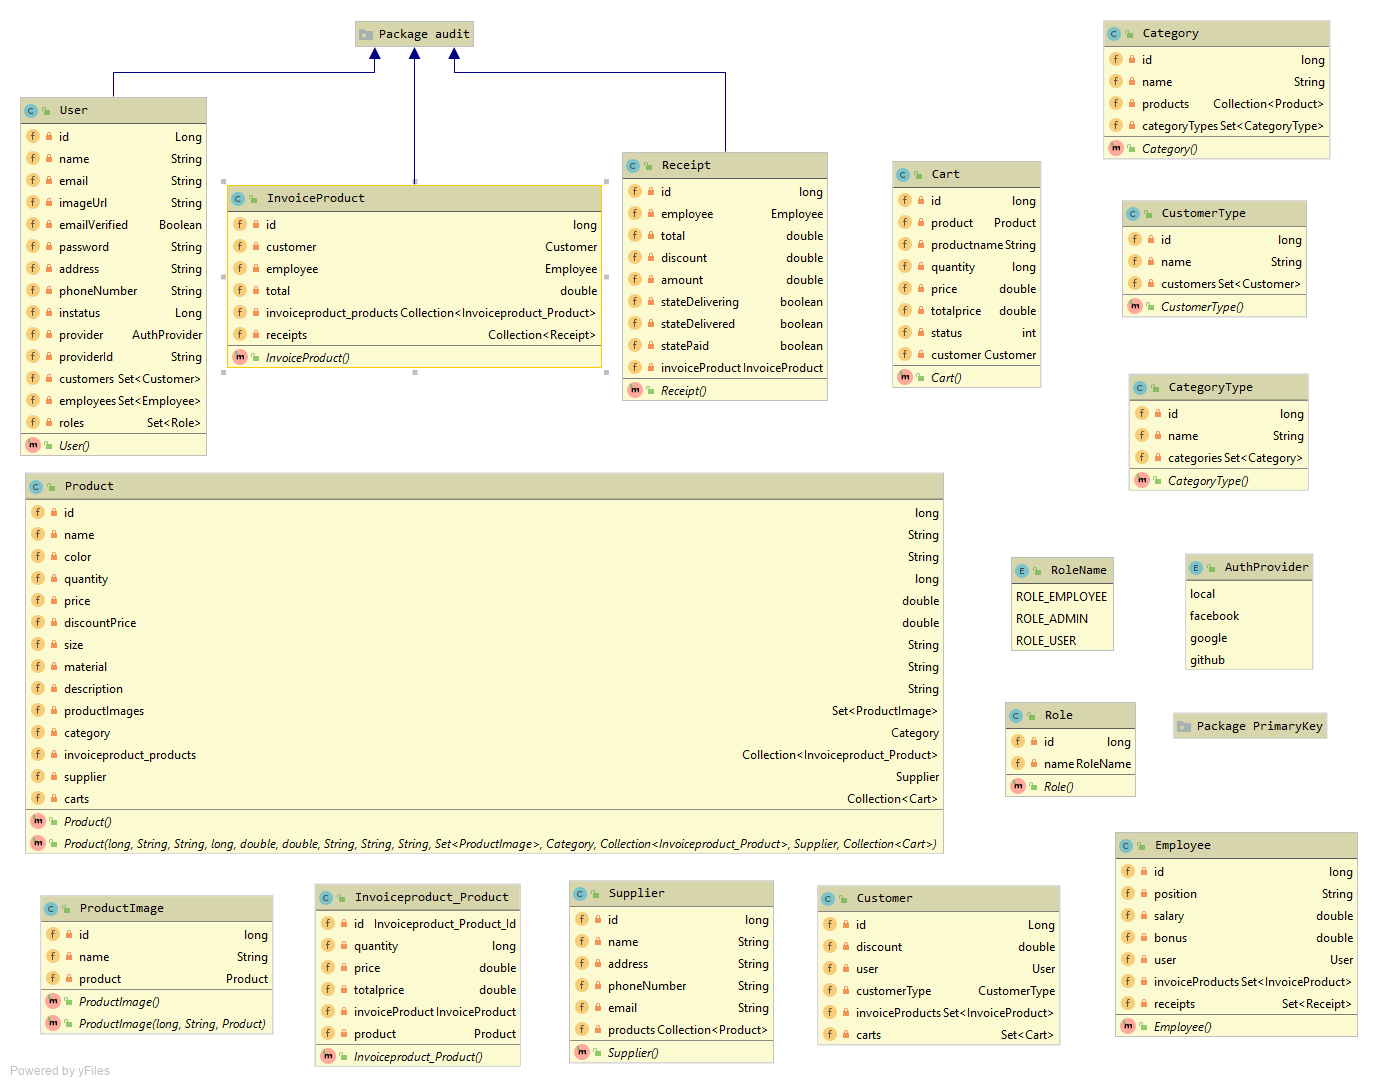 Package audit
User
id Long
name String
email String
imageUrl String
emailVerified Boolean
password String
address String
phoneNumber String
instatus Long
provider AuthProvider
providerId String
customers Set<Customer>
employees Set<Employee>
roles Set<Role>
User()
InvoiceProduct
id long
customer Customer
employee Employee
total double
invoiceproduct_products Collection<Invoiceproduct_Product>
receipts Collection<Receipt>
InvoiceProduct()
Receipt
id long
employee Employee
total double
discount double
amount double
stateDelivering boolean
stateDelivered boolean
statePaid boolean
invoiceProduct InvoiceProduct
Receipt()
Cart
id long
product Product
productname String
quantity long
price double
totalprice double
status int
customer Customer
Cart()
Category
id long
name String
products Collection<Product>
categoryTypes Set<CategoryType>
Category()
CustomerType
id long
name String
customers Set<Customer>
CustomerType()
CategoryType
id long
name String
categories Set<Category>
CategoryType()
Product
id long
name String
color String
quantity long
price double
discountPrice double
size String
material String
description String
productImages Set<ProductImage>
category Category
invoiceproduct_products Collection<Invoiceproduct_Product>
supplier Supplier
carts Collection<Cart>
Product()
Product(long, String, String, long, double, double, String, String, String, Set<ProductImage>, Category, Collection<Invoiceproduct_Product>, Supplier, Collection<Cart>)
RoleName
ROLE_EMPLOYEE
ROLE_ADMIN
ROLE_USER
AuthProvider
local
facebook
google
github
Role
id long
name RoleName
Role()
Package PrimaryKey
ProductImage
id long
name String
product Product
ProductImage()
ProductImage(long, String, Product)
Invoiceproduct_Product
id Invoiceproduct_Product_Id
quantity long
price double
totalprice double
invoiceProduct InvoiceProduct
product Product
Invoiceproduct_Product()
Supplier
id long
name String
address String
phoneNumber String
email String
products Collection<Product>
Supplier()
Customer
id Long
discount double
user User
customerType CustomerType
invoiceProducts Set<InvoiceProduct>
carts Set<Cart>
Customer()
Employee
id long
position String
salary double
bonus double
user User
invoiceProducts Set<InvoiceProduct>
receipts Set<Receipt>
Employee()
Powered by yFiles